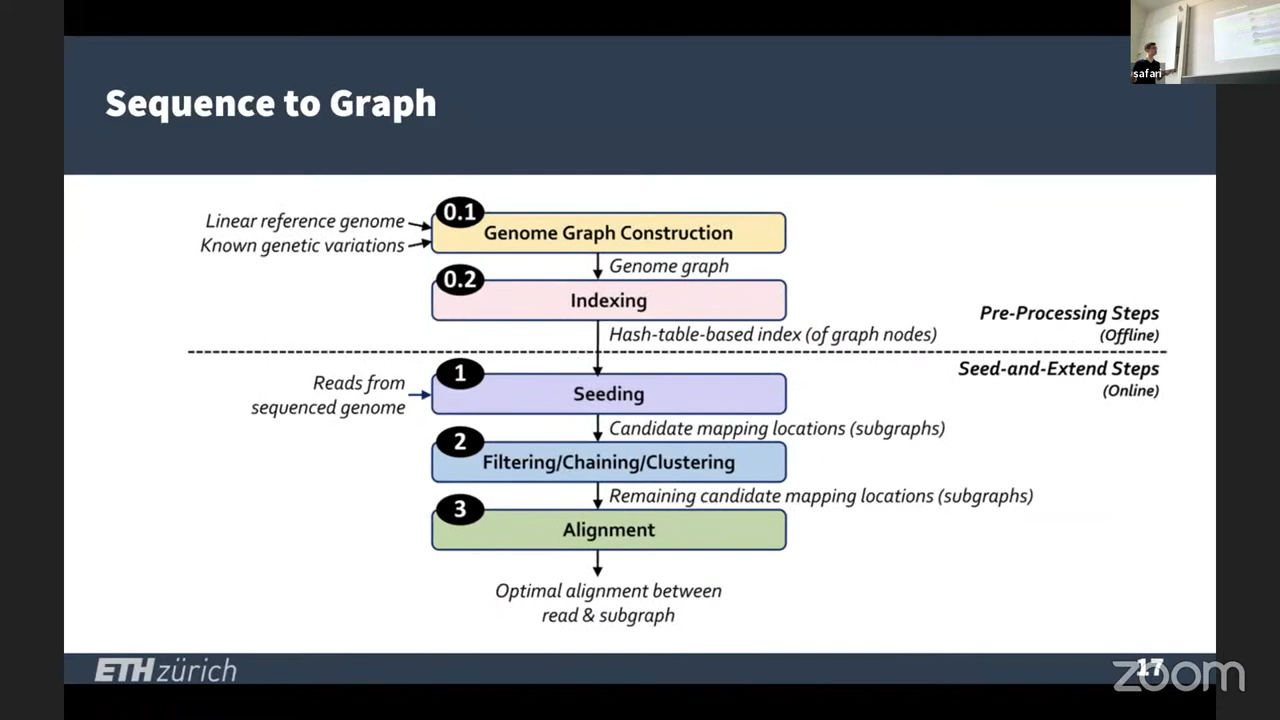 safari
Sequence to Graph
Linear reference genome
Known genetic variations
0.1
Genome Graph Construction
Genome graph
0.2
Indexing
Hash-table-based index (of graph nodes)
Pre-Processing Steps
(Offline)
Seed-and-Extend Steps
(Online)
Reads from
sequenced genome
1
Seeding
Candidate mapping locations (subgraphs)
2
Filtering/Chaining/Clustering
Remaining candidate mapping locations (subgraphs)
3
Alignment
Optimal alignment between
read & subgraph
ETH zürich
17
zoom